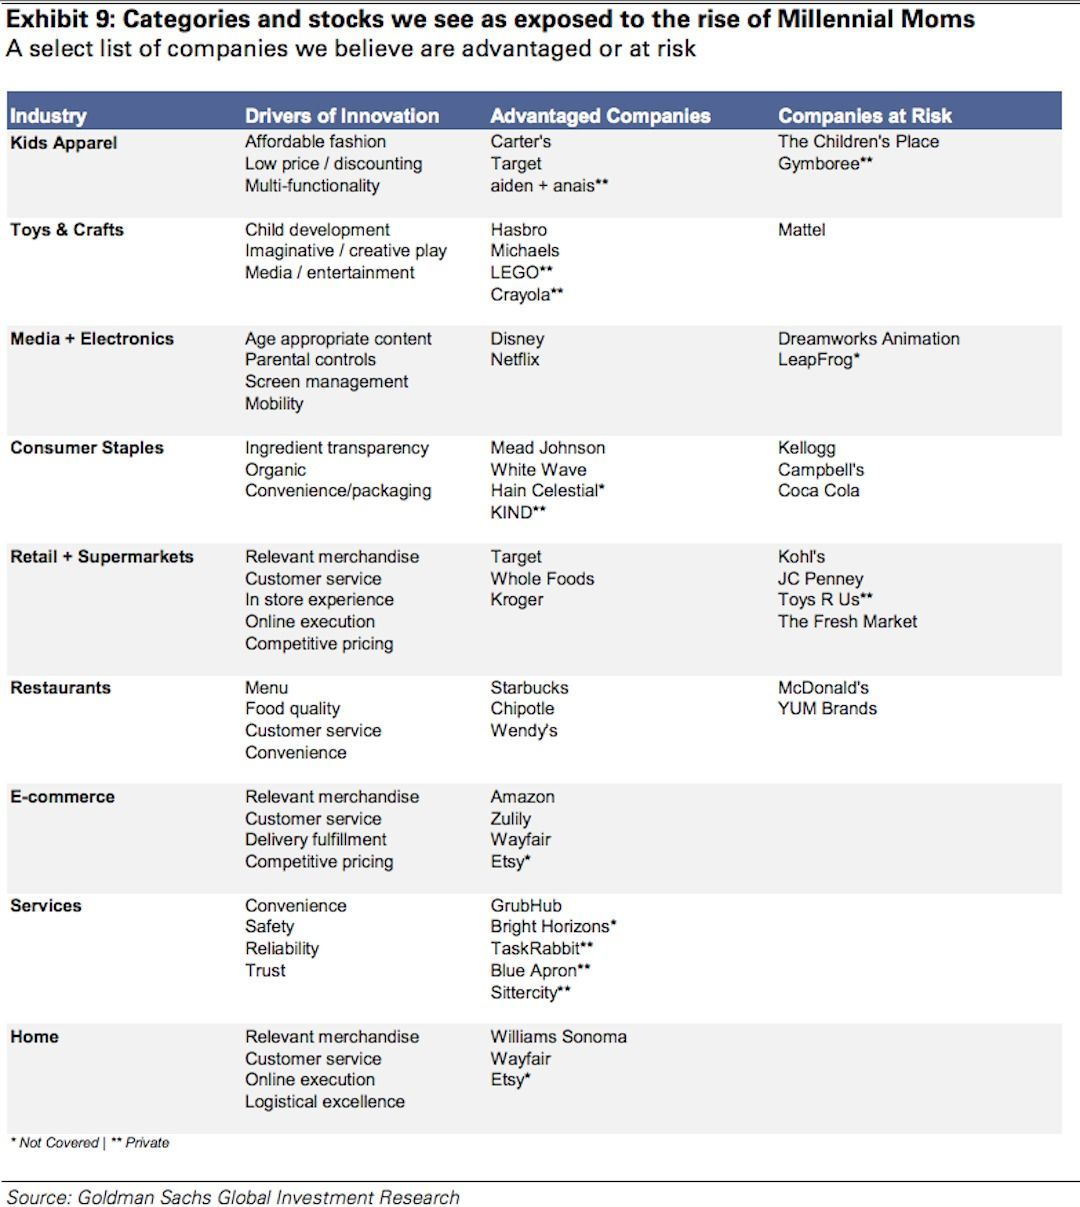 Exhibit 9: Categories and stocks we see as exposed to the rise of Millennial Moms
A select list of companies we believe are advantaged or at risk
Industry Drivers of Innovation Advantaged Companies Companies at Risk
Kids Apparel Affordable fashion Carter's The Children's Place
Low price / discounting Target Gymboree**
Multi-functionality aiden + anais**
Toys & Crafts Child development Hasbro Mattel
Imaginative / creative play Michaels
Media / entertainment LEGO**
Crayola**
Media + Electronics Age appropriate content Disney Dreamworks Animation
Parental controls Netflix LeapFrog*
Screen management
Mobility
Consumer Staples Ingredient transparency Mead Johnson Kellogg
Organic White Wave Campbell's
Convenience/packaging Hain Celestial* Coca Cola
KIND**
Retail + Supermarkets Relevant merchandise Target Kohl's
Customer service Whole Foods JC Penney
In store experience Kroger Toys R Us**
Online execution The Fresh Market
Competitive pricing
Restaurants Menu Starbucks McDonald's
Food quality Chipotle YUM Brands
Customer service Wendy's
Convenience
E-commerce Relevant merchandise Amazon
Customer service Zulily
Delivery fulfillment Wayfair
Competitive pricing Etsy*
Services Convenience GrubHub
Safety Bright Horizons*
Reliability TaskRabbit**
Trust Blue Apron**
Sittercity**
Home Relevant merchandise Williams Sonoma
Customer service Wayfair
Online execution Etsy*
Logistical excellence
* Not Covered | ** Private
Source: Goldman Sachs Global Investment Research